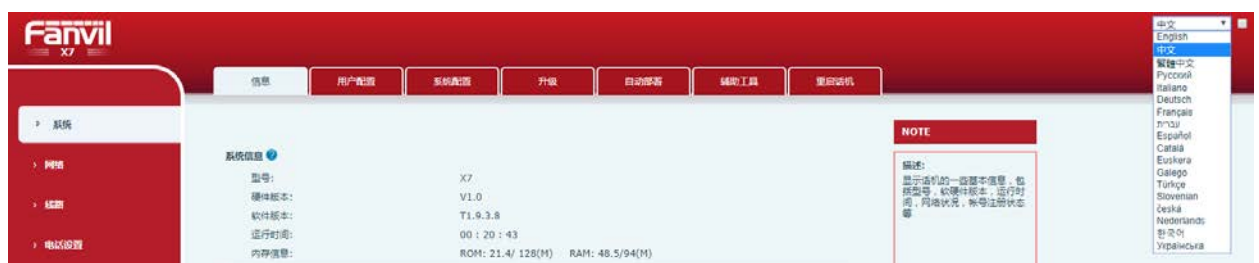 Fanvil
X7
中文
English
中文
繁體中文
Русский
Italiano
Deutsch
Français
עברית
Español
Català
Euskera
Galego
Türkçe
Slovenian
česká
Nederlands
한국어
Українська
信息
用户配置
系统配置
升级
自动部署
辅助工具
重启话机
› 系统
› 网络
› 线路
› 电话设置
系统信息
型号: X7
硬件版本: V1.0
软件版本: T1.9.3.8
运行时间: 00 : 20 : 43
内存信息: ROM: 21.4/ 128(M) RAM: 48.5/94(M)
NOTE
描述:
显示话机的一些基本信息，包
括型号，软硬件版本，运行时
间，网络状况，帐号注册状态
等